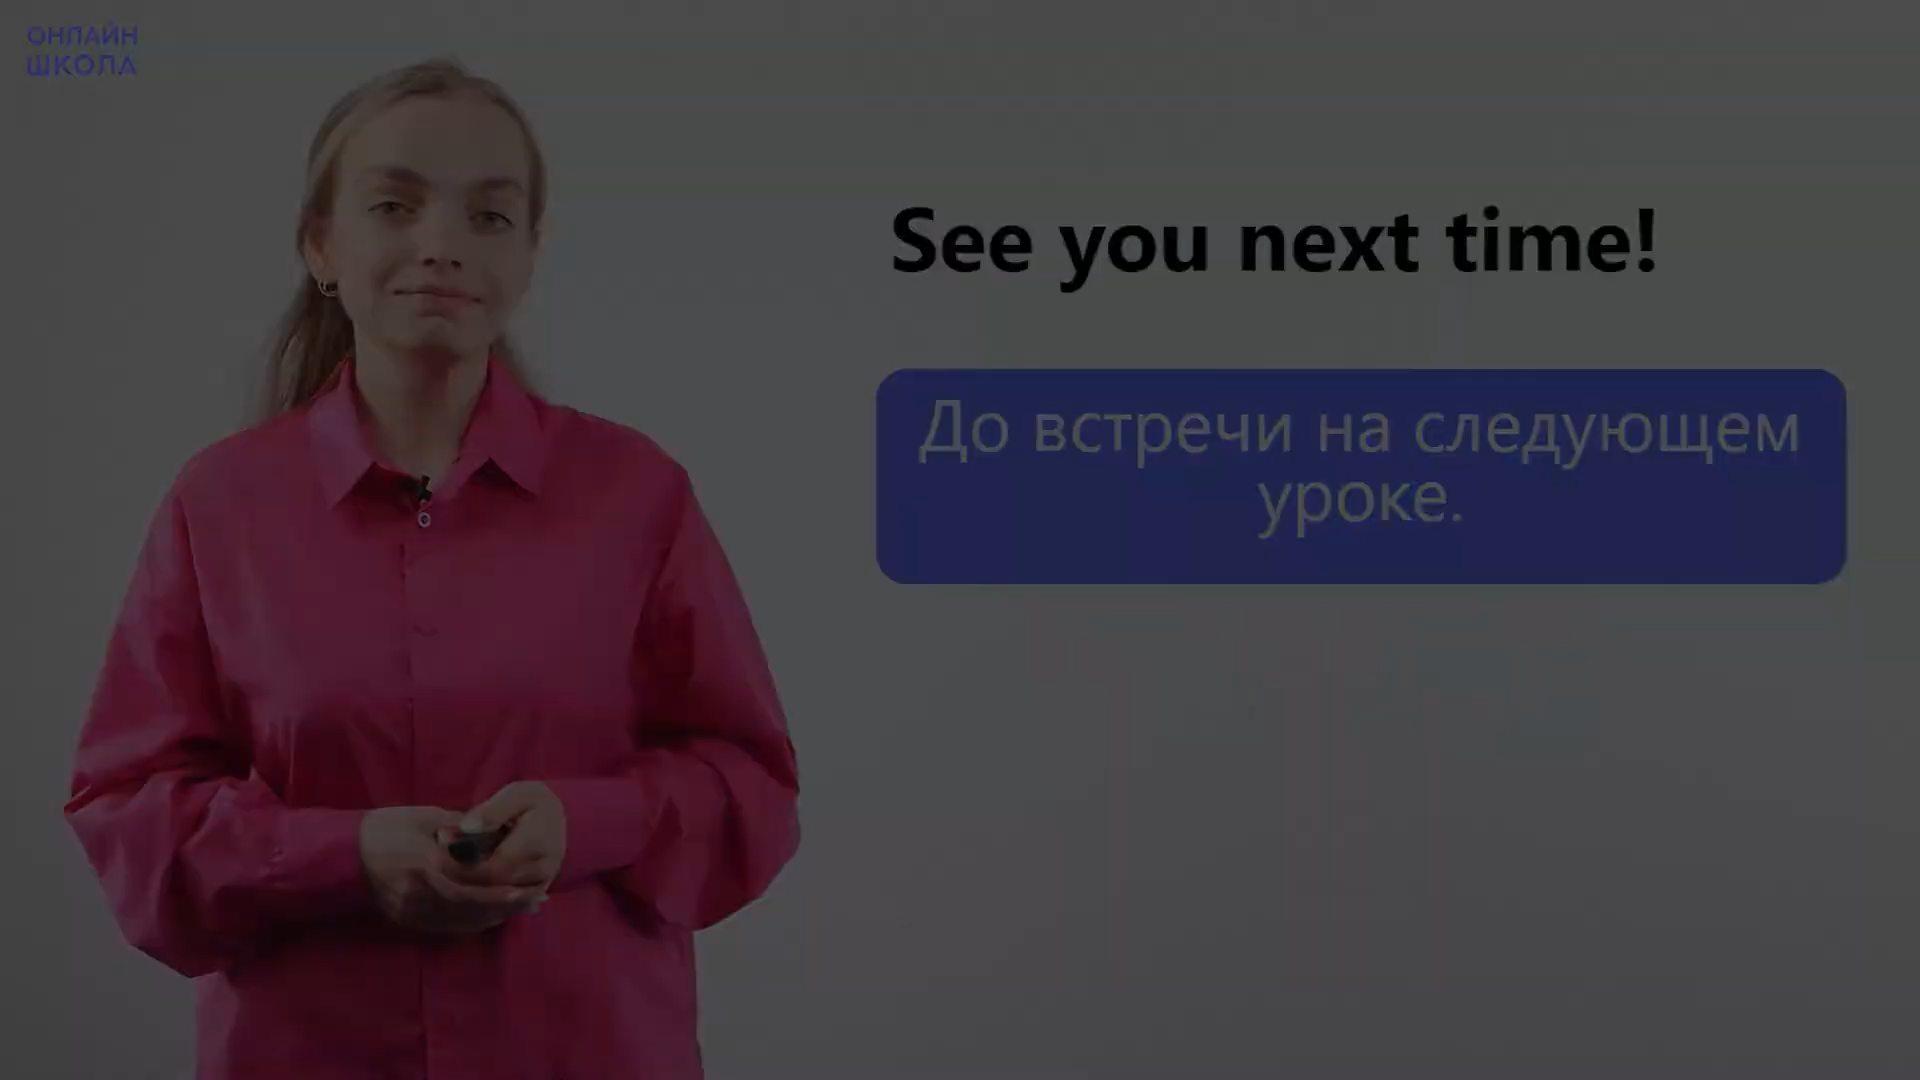 ОНЛАЙН
ШКОЛА
See you next time!
До встречи на следующем
уроке.